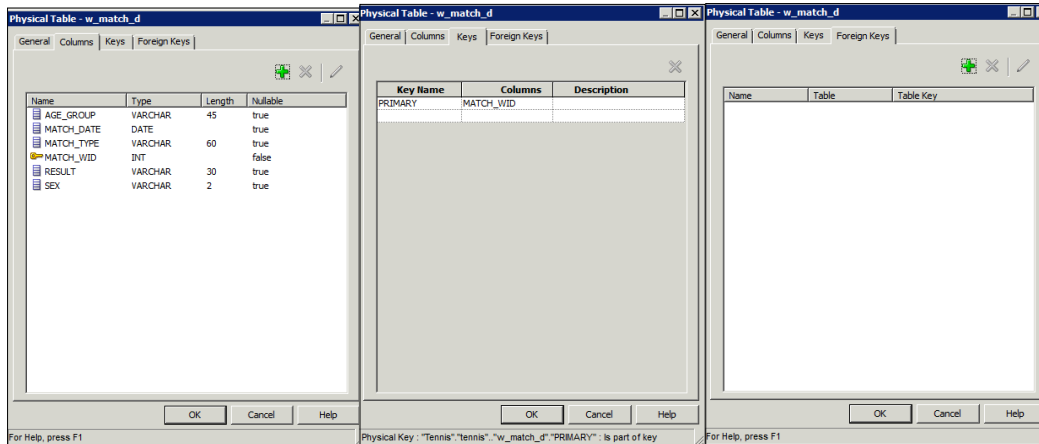 Physical Table - w_match_d
General Columns Keys Foreign Keys
Name Type Length Nullable
AGE_GROUP VARCHAR 45 true
MATCH_DATE DATE true
MATCH_TYPE VARCHAR 60 true
MATCH_WID INT false
RESULT VARCHAR 30 true
SEX VARCHAR 2 true
OK Cancel Help
For Help, press F1
Physical Table - w_match_d
General Columns Keys Foreign Keys
Key Name Columns Description
PRIMARY MATCH_WID
OK Cancel Help
Physical Key : "Tennis"."tennis".."w_match_d"."PRIMARY" : Is part of key
Physical Table - w_match_d
General Columns Keys Foreign Keys
Name Table Table Key
OK Cancel Help
For Help, press F1